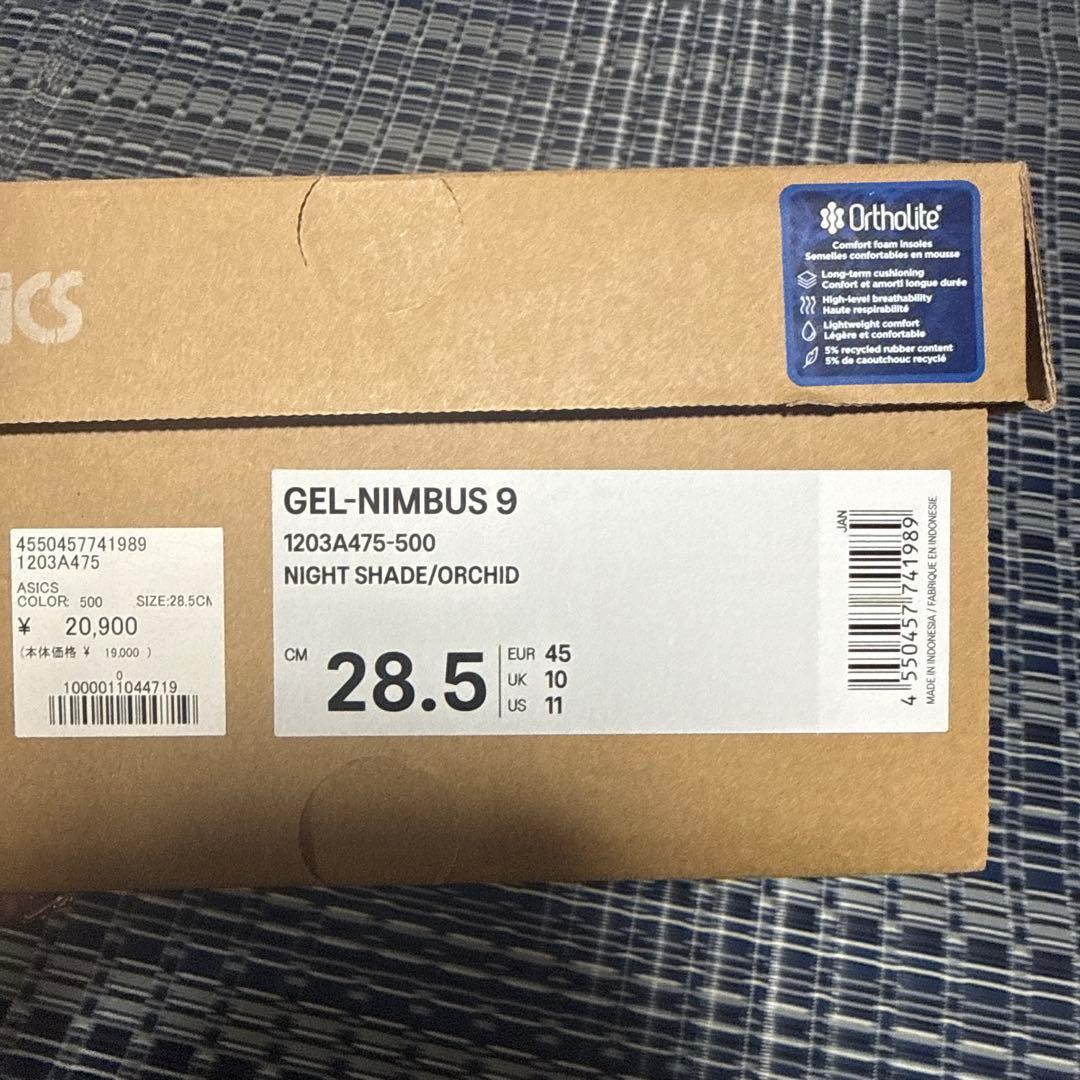 ics
Ortholite®
Comfort foam insoles
Semelles confortables en mousse
Long-term cushioning
Confort et amorti longue durée
High-level breathability
Haute respirabilité
Lightweight comfort
Légère et confortable
5% recycled rubber content
5% de caoutchouc recyclé
4550457741989
1203A475
ASICS
COLOR: 500 SIZE:28.5CM
¥ 20,900
(本体価格 ¥ 19,000 )
0
1000011044719
GEL-NIMBUS 9
1203A475-500
NIGHT SHADE/ORCHID
CM 28.5
EUR 45
UK 10
US 11
JAN
4 550457 741989
MADE IN INDONESIA / FABRIQUE EN INDONESIE